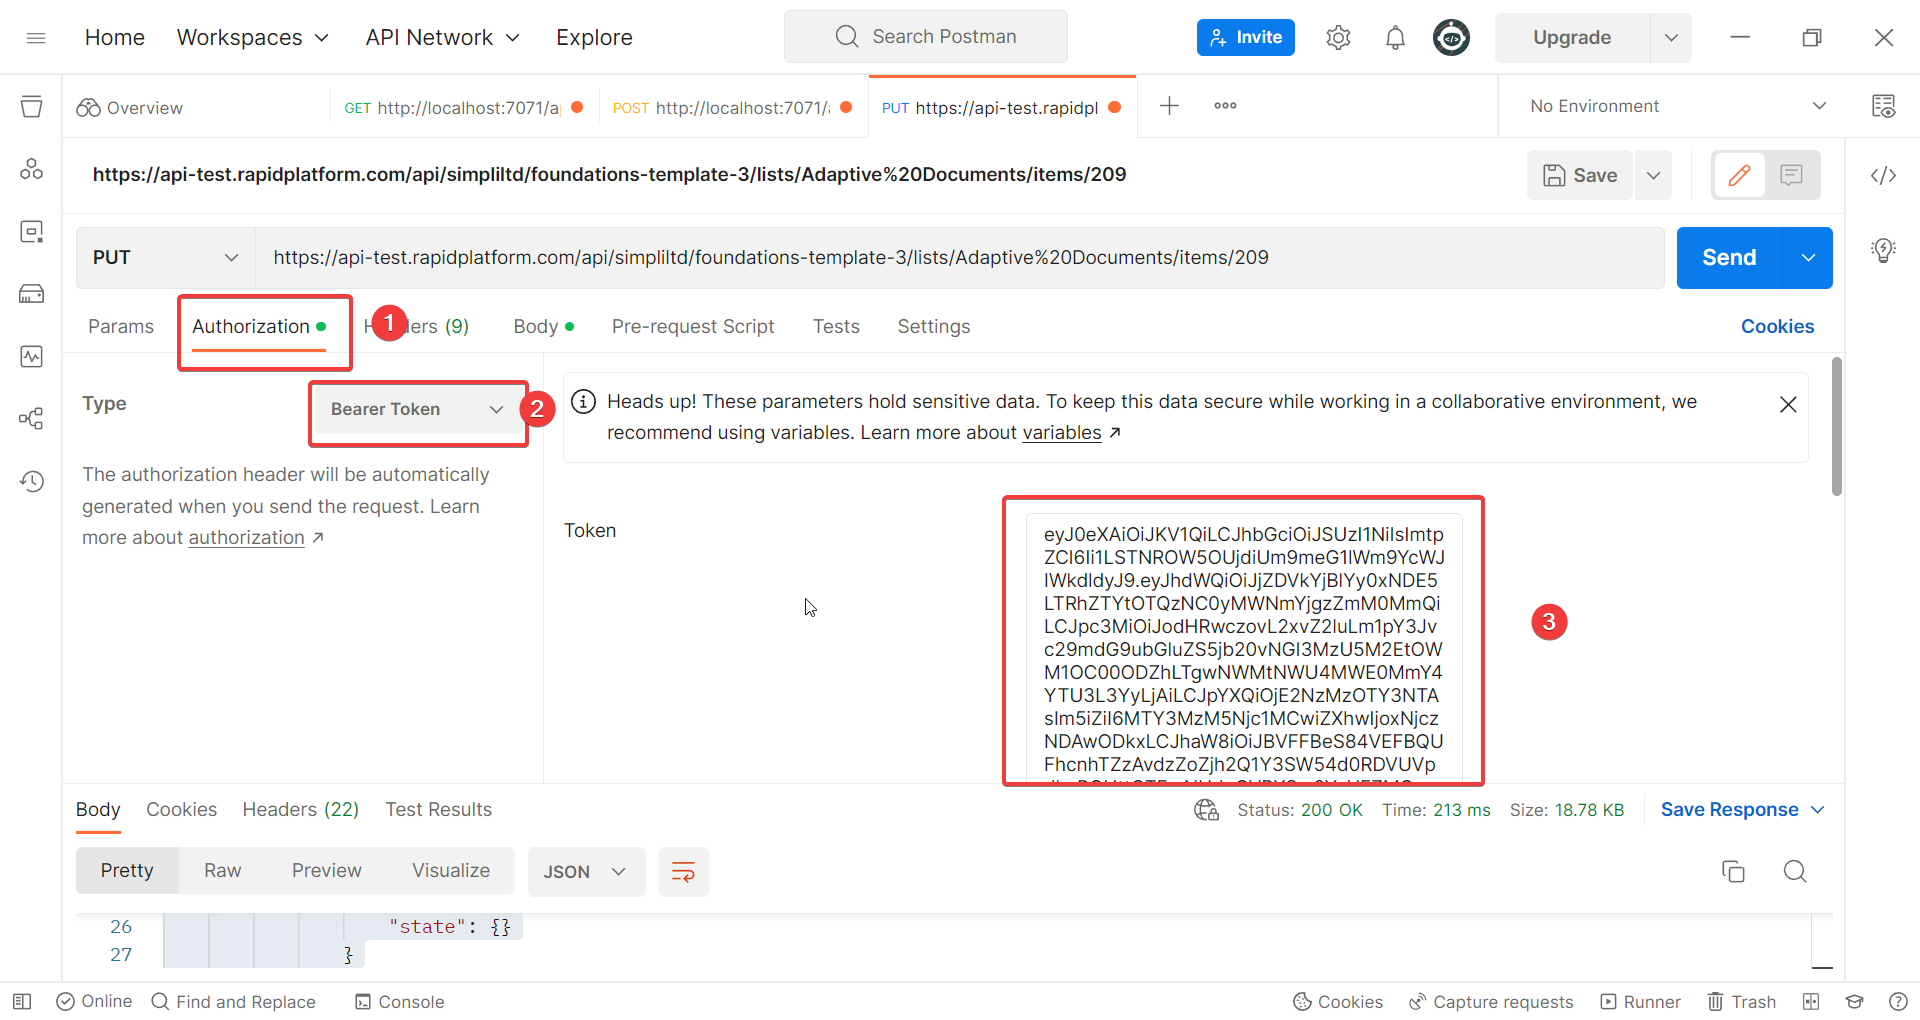 Home Workspaces API Network Explore Search Postman Invite Upgrade
Overview GET http://localhost:7071/a POST http://localhost:7071/ PUT https://api-test.rapidpl No Environment
https://api-test.rapidplatform.com/api/simpliltd/foundations-template-3/lists/Adaptive%20Documents/items/209 Save
PUT https://api-test.rapidplatform.com/api/simpliltd/foundations-template-3/lists/Adaptive%20Documents/items/209 Send
Params Authorization 1 (9) Body Pre-request Script Tests Settings Cookies
Type Bearer Token 2
Heads up! These parameters hold sensitive data. To keep this data secure while working in a collaborative environment, we
recommend using variables. Learn more about variables
The authorization header will be automatically
generated when you send the request. Learn
more about authorization
Token
eyJ0eXAiOiJKV1QiLCJhbGciOiJSUzI1NiIsImtp
ZCI6Ii1LSTNROW5OUjdiUm9meG1lWm9YcWJ
IWkdldyJ9.eyJhdWQiOiJjZDVkYjBlYy0xNDE5
LTRhZTYtOTQzNC0yMWNmYjgzZmM0MmQi
LCJpc3MiOiJodHRwczovL2xvZ2luLm1pY3Jv
c29mdG9ubGluZS5jb20vNGI3MzU5M2EtOW
M1OC00ODZhLTgwNWMtNWU4MWE0MmY4
YTU3L3YyLjAiLCJpYXQiOjE2NzMzOTY3NTA
sIm5iZiI6MTY3MzM5Njc1MCwiZXhwIjoxNjcz
NDAwODkxLCJhaW8iOiJBVFFBeS84VEFBQU
FhcnhTZzAvdzZoZjh2Q1Y3SW54d0RDVUVp
3
Body Cookies Headers (22) Test Results Status: 200 OK Time: 213 ms Size: 18.78 KB Save Response
Pretty Raw Preview Visualize JSON
26 "state": {}
27 }
Online Find and Replace Console Cookies Capture requests Runner Trash